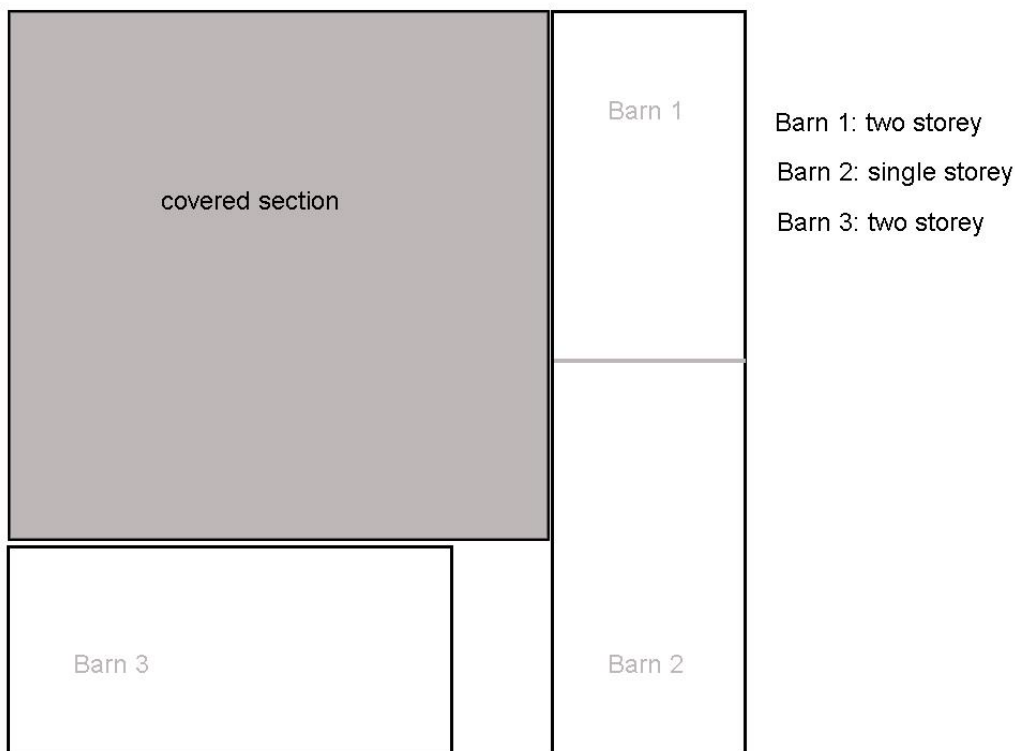 Barn 1
Barn 1: two storey
Barn 2: single storey
covered section
Barn 3: two storey
Barn 3
Barn 2